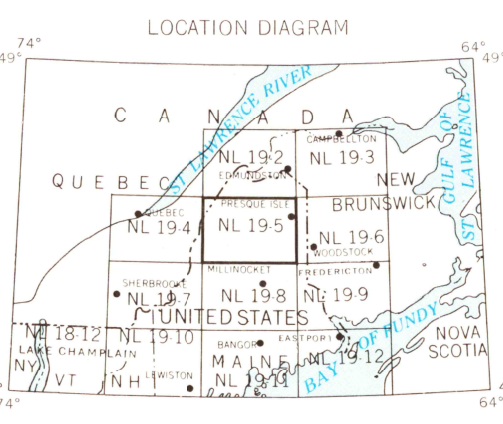 LOCATION DIAGRAM
74°
64°
49°
49°
CANADA
ST LAWRENCE RIVER
GULF OF
ST LAWRENCE
CAMPBELLTON
NL 19-2
NL 19-3
EDMUNDSTON
QUEBEC
NEW
BRUNSWICK
PRESQUE ISLE
QUEBEC
NL 19-4
NL 19-5
NL 19-6
WOODSTOCK
MILLINOCKET
FREDERICTON
SHERBROOKE
NL 19-7
NL 19-8
NL 19-9
UNITED STATES
NL 18-12
NL 19-10
BANGOR
EASTPORT
BAY OF FUNDY
NOVA
SCOTIA
LAKE CHAMPLAIN
MAINE
NL 19-12
NY
VT
NH
LEWISTON
NL 19-11
74°
64°